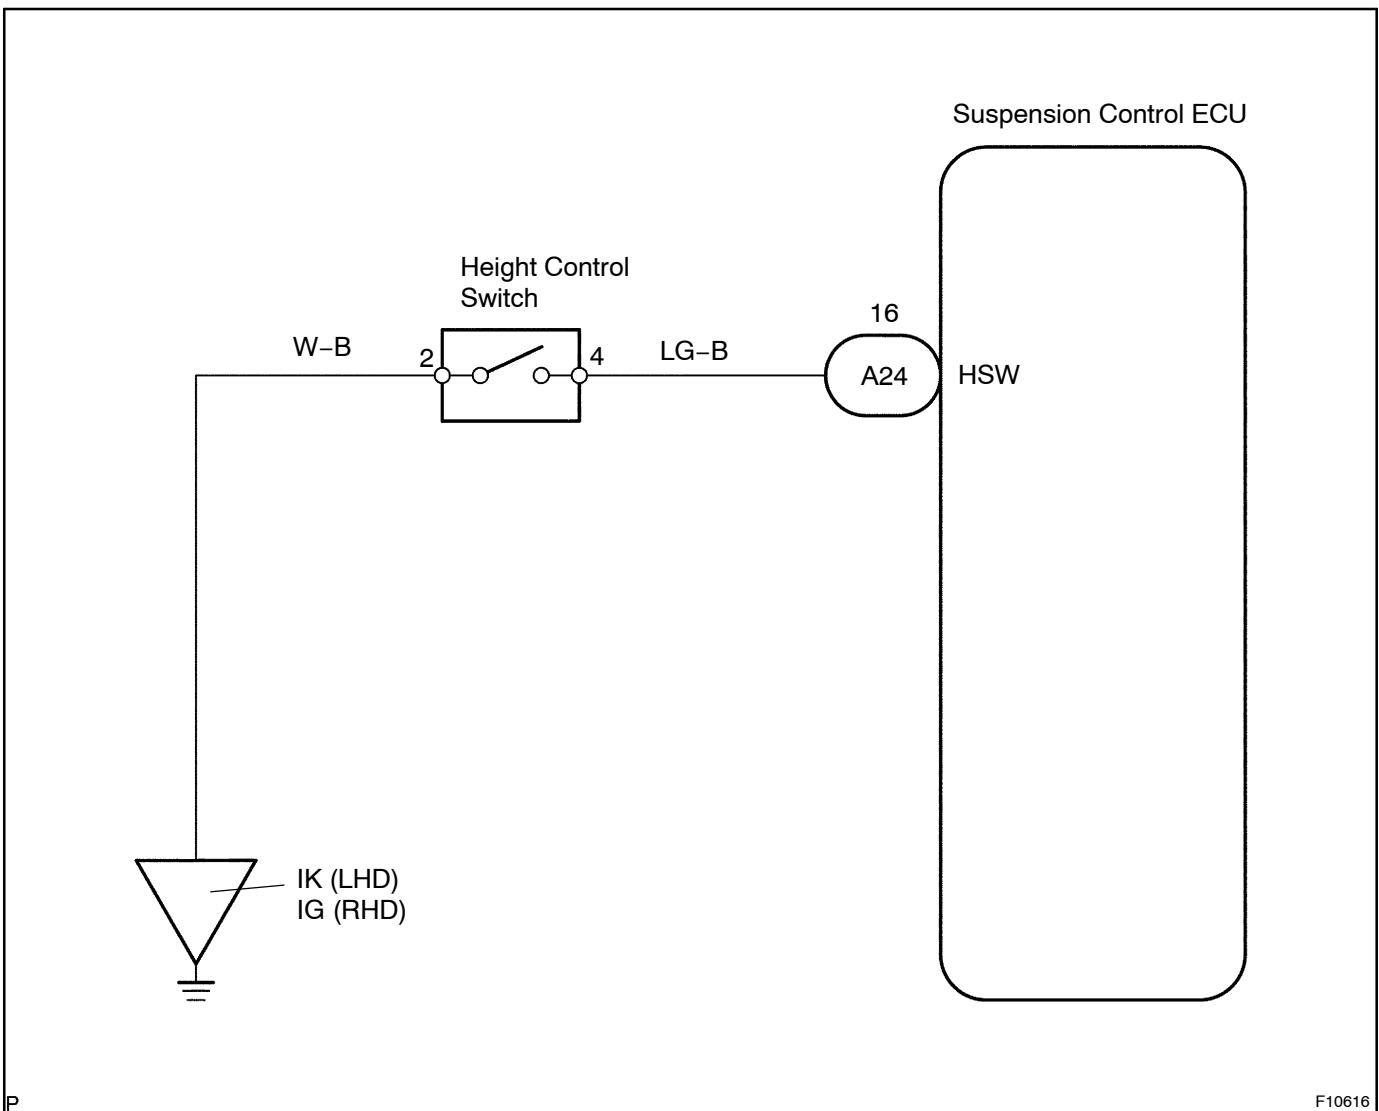 Suspension Control ECU
Height Control
Switch
16
W−B
2
4
LG−B
A24
HSW
IK (LHD)
IG (RHD)
P
F10616